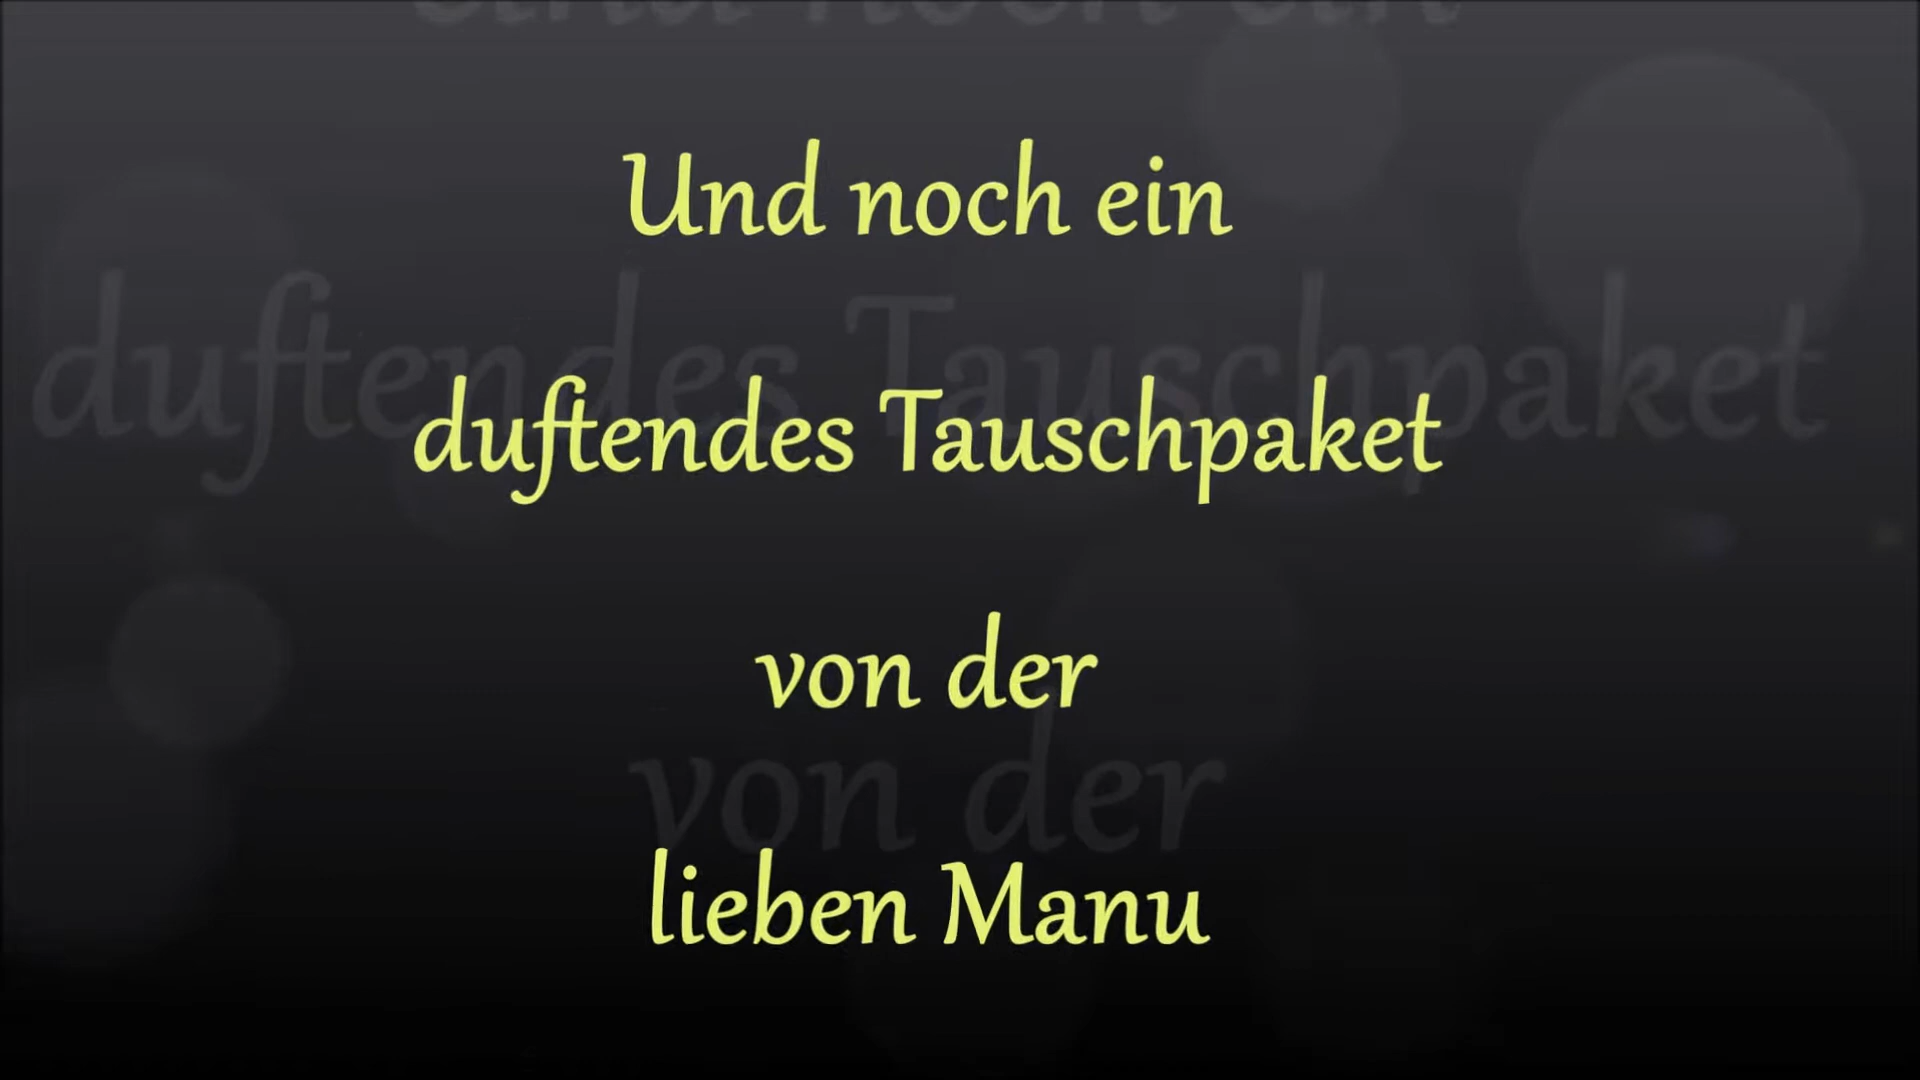 Und noch ein
duftendes Tauschpaket
von der
lieben Manu